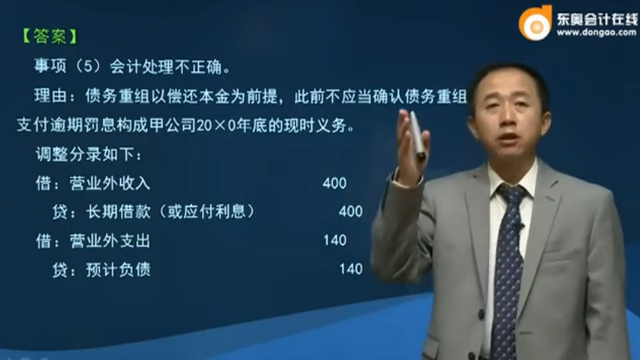 东奥会计在线
www.dongao.com
【答案】
事项（5）会计处理不正确。
理由：债务重组以偿还本金为前提，此前不应当确认债务重组
支付逾期罚息构成甲公司20×0年底的现时义务。
调整分录如下：
借：营业外收入 400
贷：长期借款（或应付利息） 400
借：营业外支出 140
贷：预计负债 140